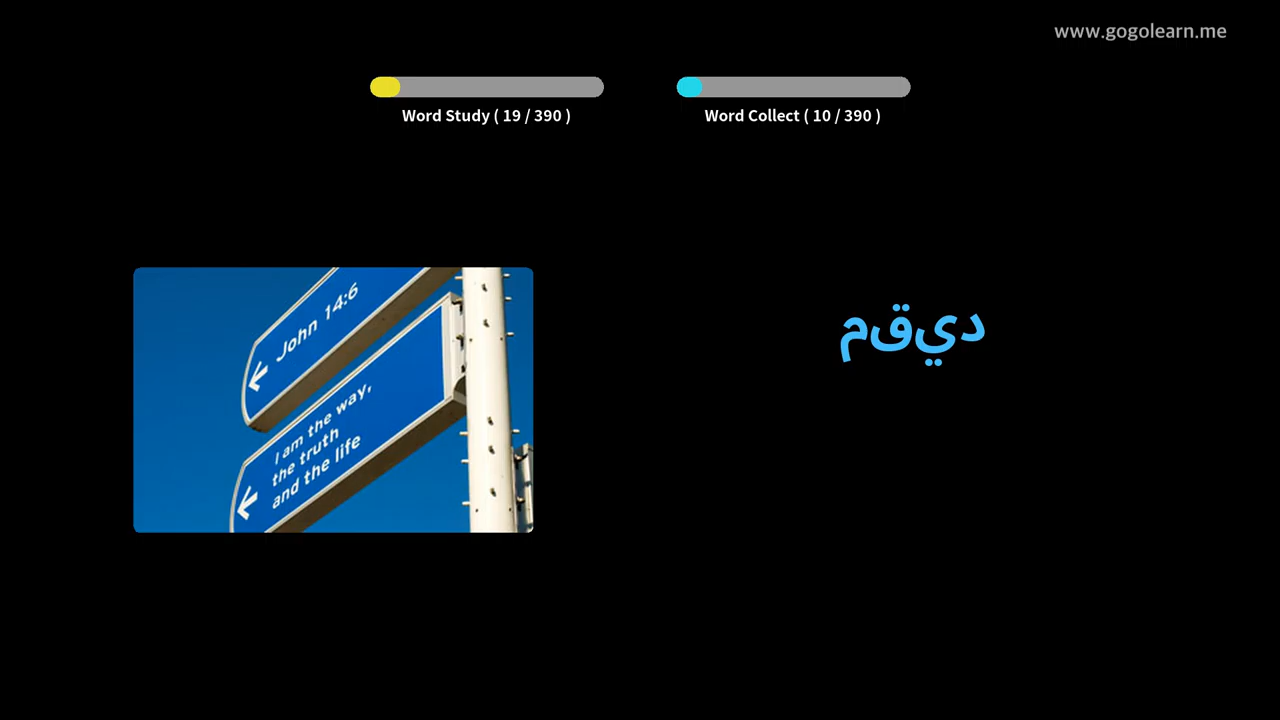 www.gogolearn.me
Word Study ( 19 / 390 )
Word Collect ( 10 / 390 )
John 14:6
I am the way,
the truth
and the life
ديقم